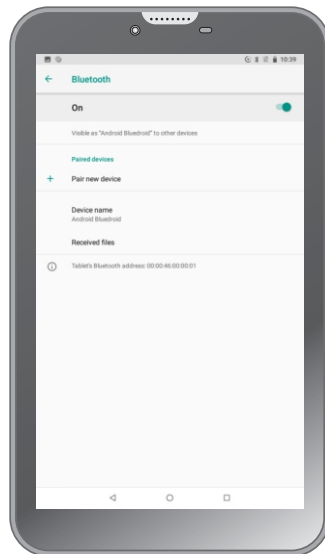 10:39
Bluetooth
On
Visible as "Android Bluedroid" to other devices
Paired devices
Pair new device
Device name
Android Bluedroid
Received files
Tablet's Bluetooth address: 00:00:46:00:00:01